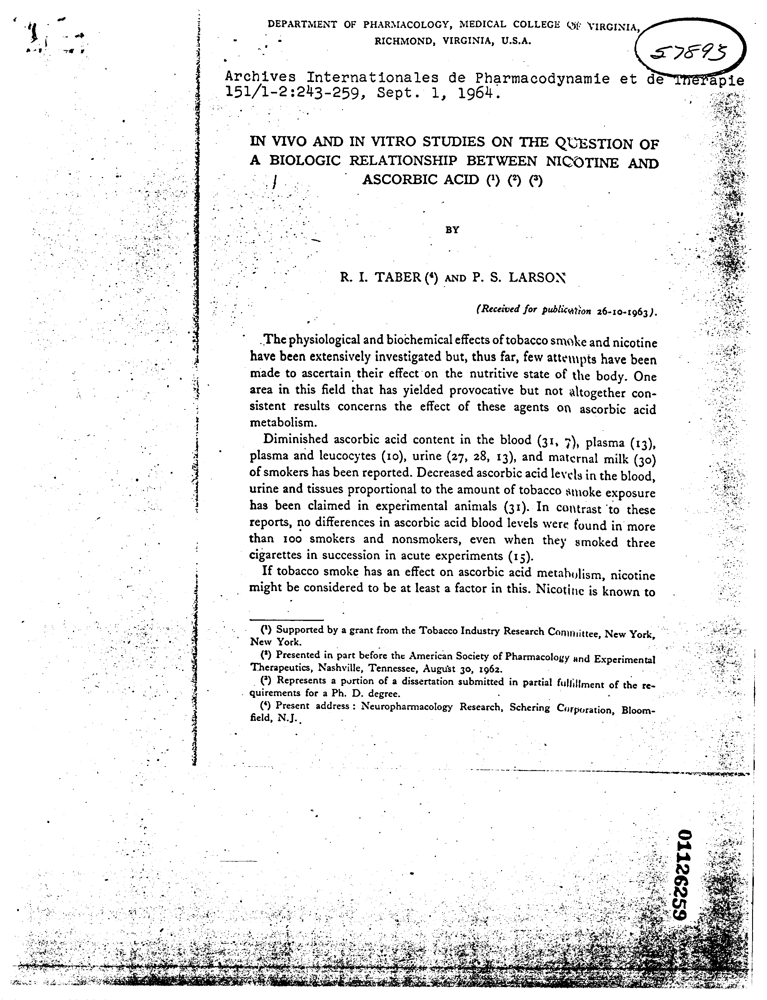 DEPARTMENT OF PHARMACOLOGY, MEDICAL COLLEGE OF VIRGINIA,
RICHMOND, VIRGINIA, U.S.A.
57893
Archives Internationales de Pharmacodynamie et de Therapie
151/1-2:243-259, Sept. 1, 1964.
IN VIVO AND IN VITRO STUDIES ON THE QUESTION OF
A BIOLOGIC RELATIONSHIP BETWEEN NICOTINE AND
ASCORBIC ACID (¹) (²) (³)
BY
R. I. TABER (⁴) AND P. S. LARSON
(Received for publication 26-10-1963).
The physiological and biochemical effects of tobacco smoke and nicotine
have been extensively investigated but, thus far, few attempts have been
made to ascertain their effect on the nutritive state of the body. One
area in this field that has yielded provocative but not altogether con-
sistent results concerns the effect of these agents on ascorbic acid
metabolism.
Diminished ascorbic acid content in the blood (31, 7), plasma (13),
plasma and leucocytes (10), urine (27, 28, 13), and maternal milk (30)
of smokers has been reported. Decreased ascorbic acid levels in the blood,
urine and tissues proportional to the amount of tobacco smoke exposure
has been claimed in experimental animals (31). In contrast to these
reports, no differences in ascorbic acid blood levels were found in more
than 100 smokers and nonsmokers, even when they smoked three
cigarettes in succession in acute experiments (15).
If tobacco smoke has an effect on ascorbic acid metabolism, nicotine
might be considered to be at least a factor in this. Nicotine is known to
(¹) Supported by a grant from the Tobacco Industry Research Committee, New York,
New York.
(²) Presented in part before the American Society of Pharmacology and Experimental
Therapeutics, Nashville, Tennessee, August 30, 1962.
(³) Represents a portion of a dissertation submitted in partial fulfillment of the re-
quirements for a Ph. D. degree.
(⁴) Present address : Neuropharmacology Research, Schering Corporation, Bloom-
field, N.J.
01126259